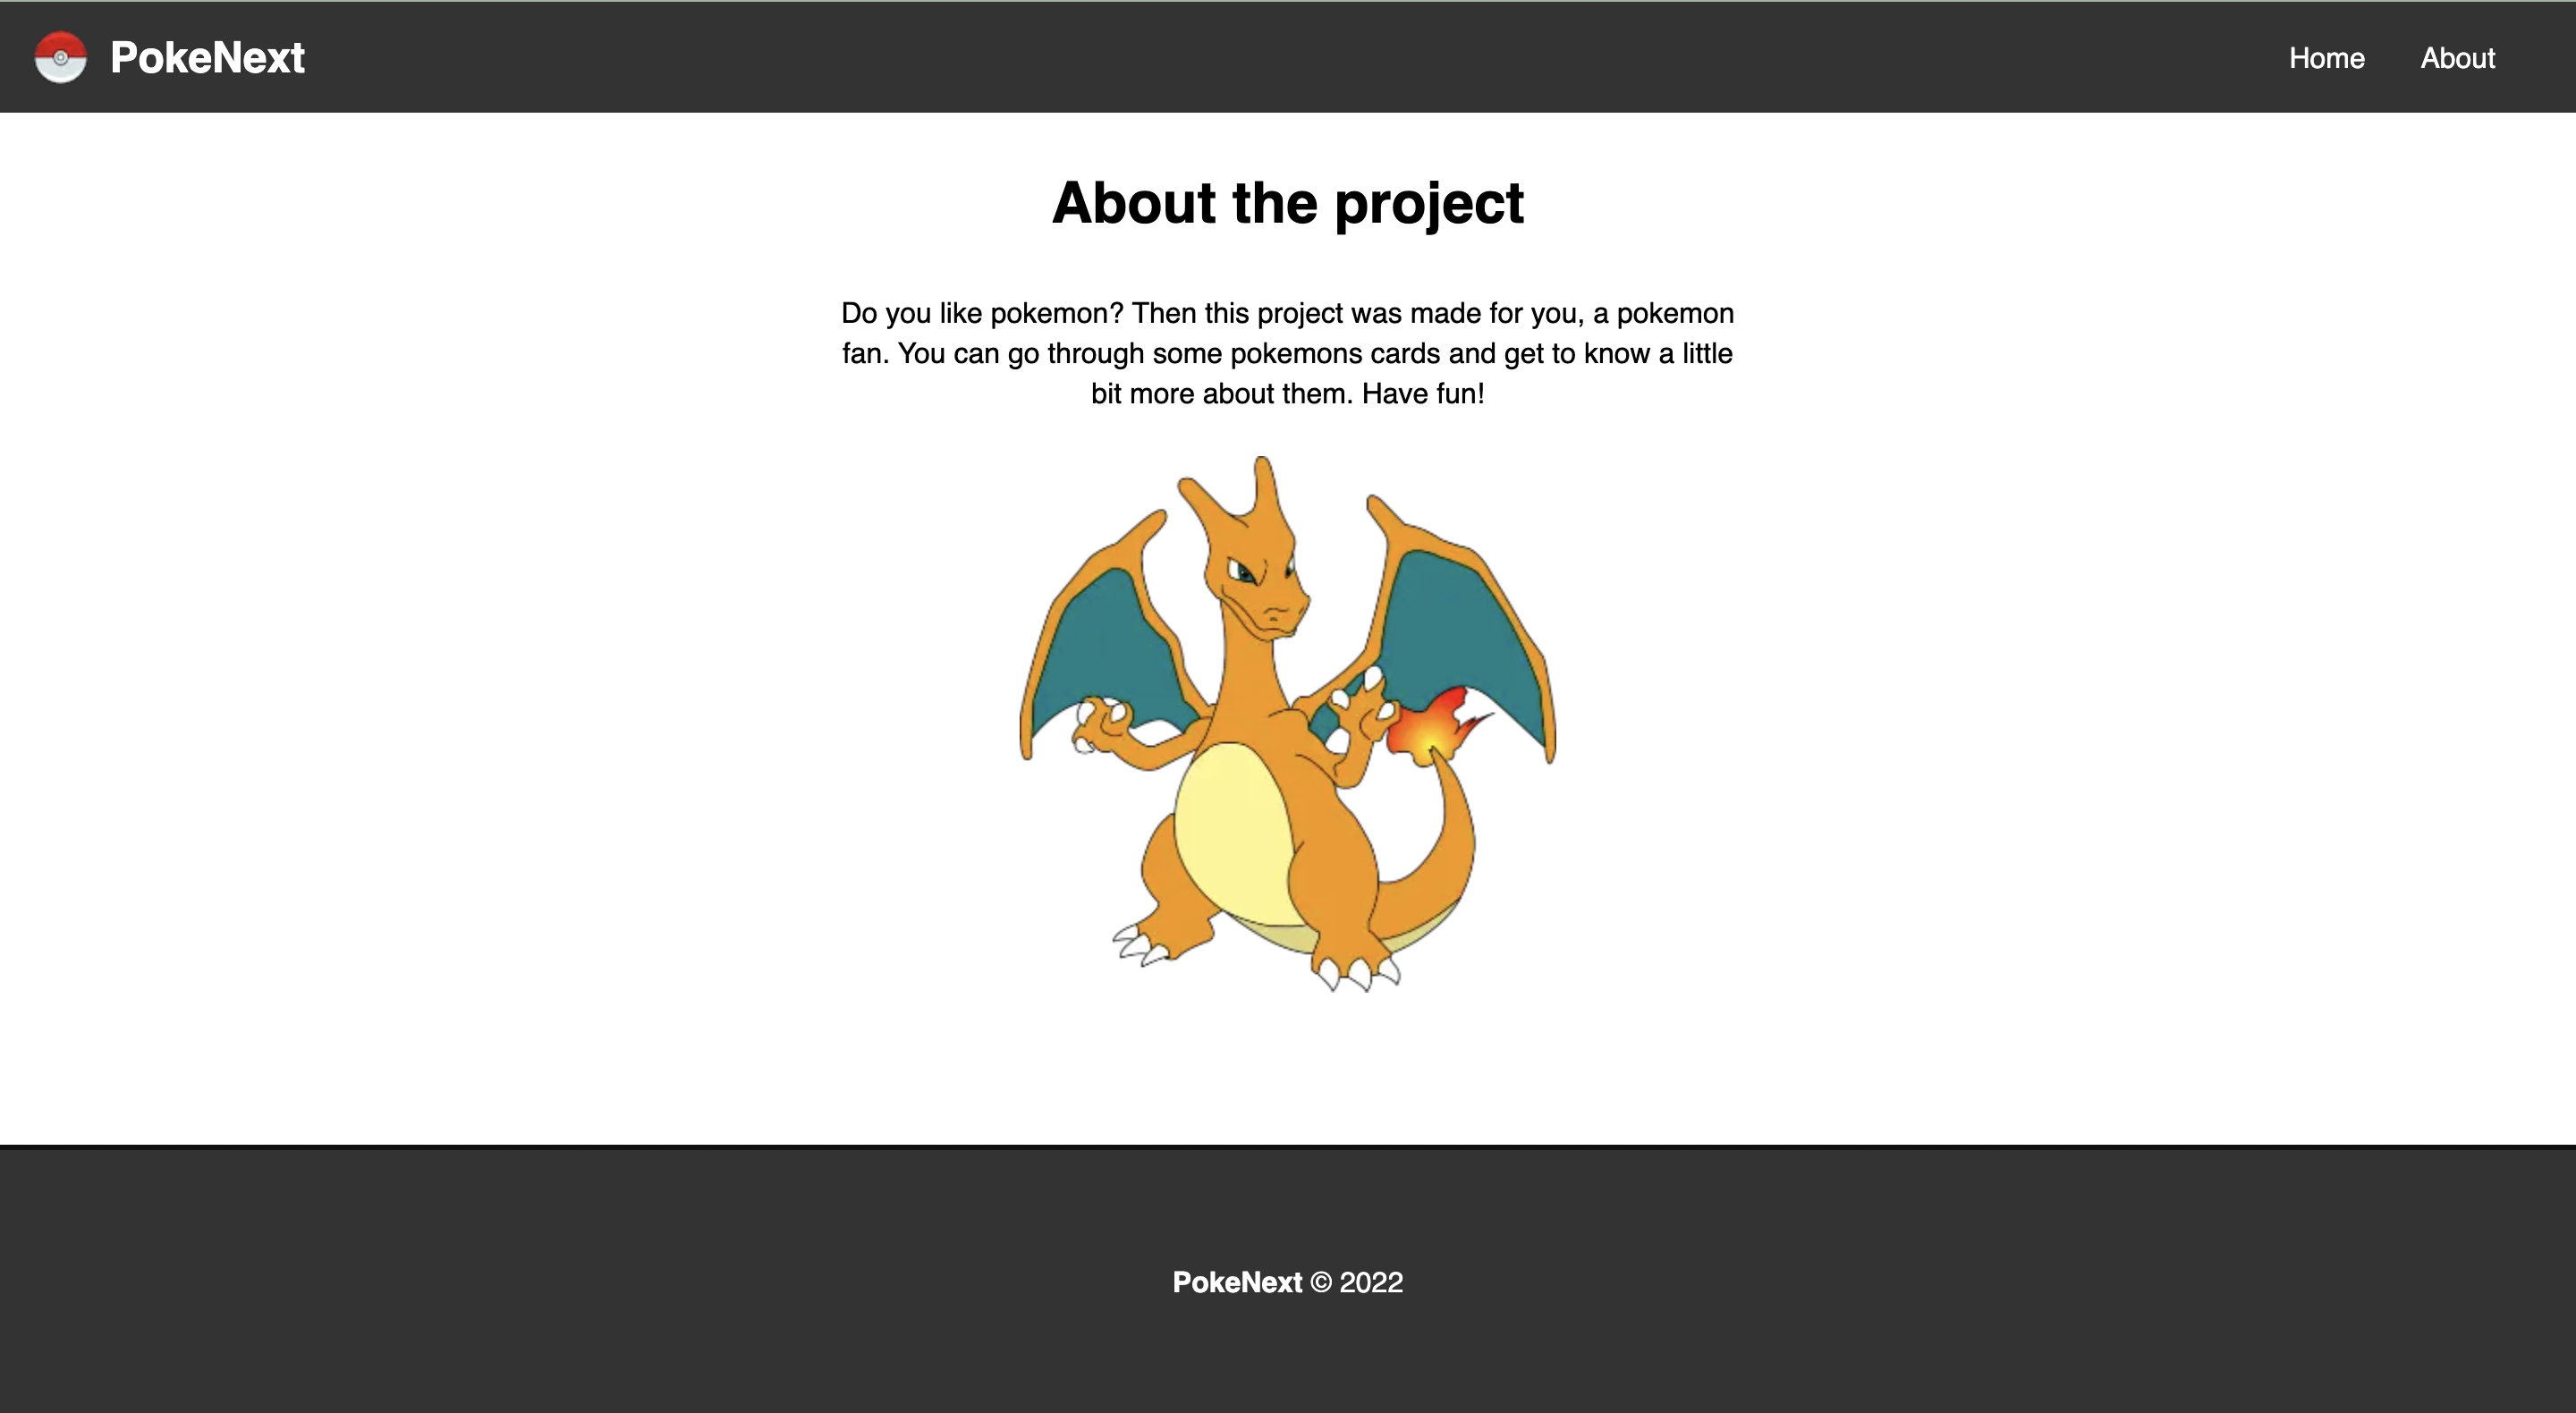 PokeNext
Home
About
About the project
Do you like pokemon? Then this project was made for you, a pokemon
fan. You can go through some pokemons cards and get to know a little
bit more about them. Have fun!
PokeNext © 2022